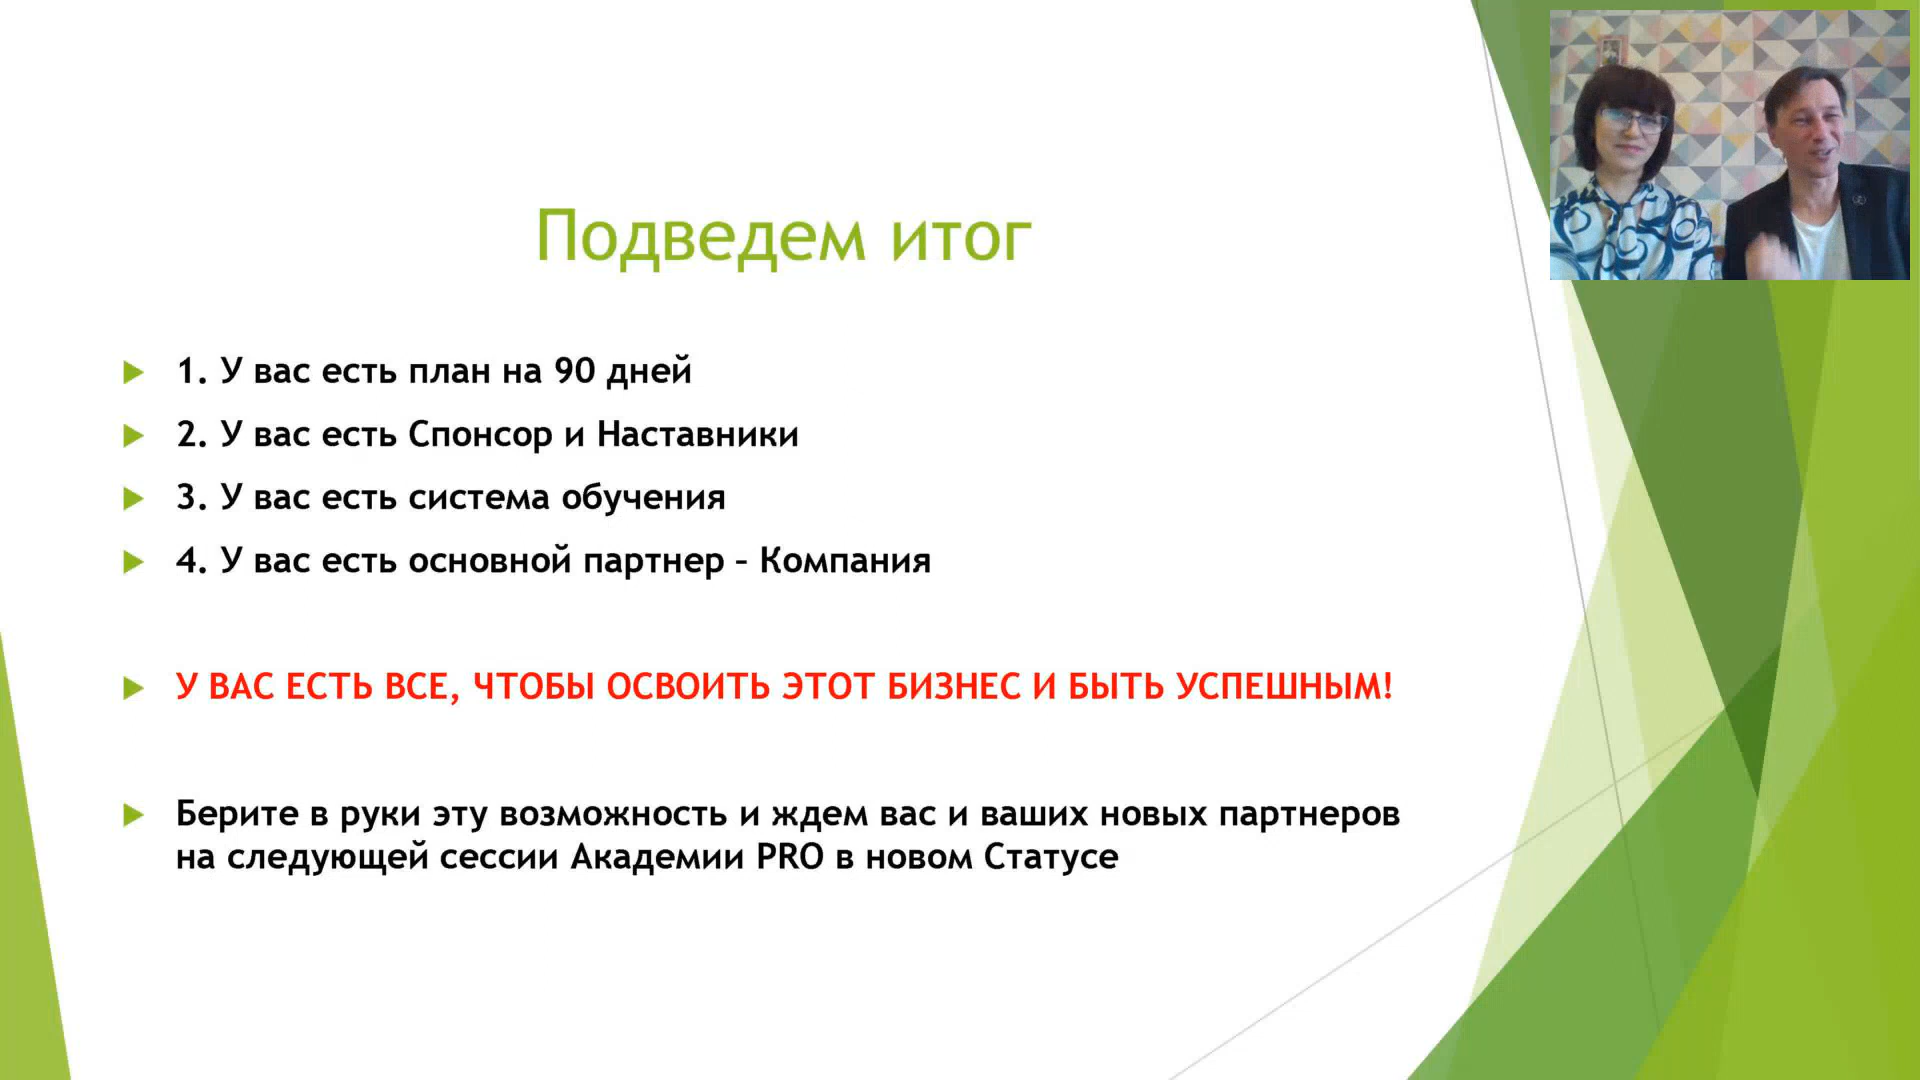 Подведем итог
1. У вас есть план на 90 дней
2. У вас есть Спонсор и Наставники
3. У вас есть система обучения
4. У вас есть основной партнер – Компания
У ВАС ЕСТЬ ВСЕ, ЧТОБЫ ОСВОИТЬ ЭТОТ БИЗНЕС И БЫТЬ УСПЕШНЫМ!
Берите в руки эту возможность и ждем вас и ваших новых партнеров
на следующей сессии Академии PRO в новом Статусе